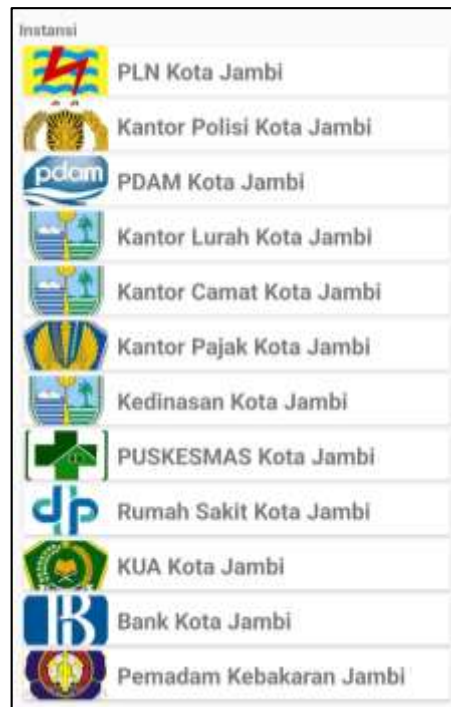 Instansi
PLN Kota Jambi
Kantor Polisi Kota Jambi
pdam
PDAM Kota Jambi
Kantor Lurah Kota Jambi
Kantor Camat Kota Jambi
Kantor Pajak Kota Jambi
Kedinasan Kota Jambi
PUSKESMAS Kota Jambi
Rumah Sakit Kota Jambi
KUA Kota Jambi
Bank Kota Jambi
Pemadam Kebakaran Jambi